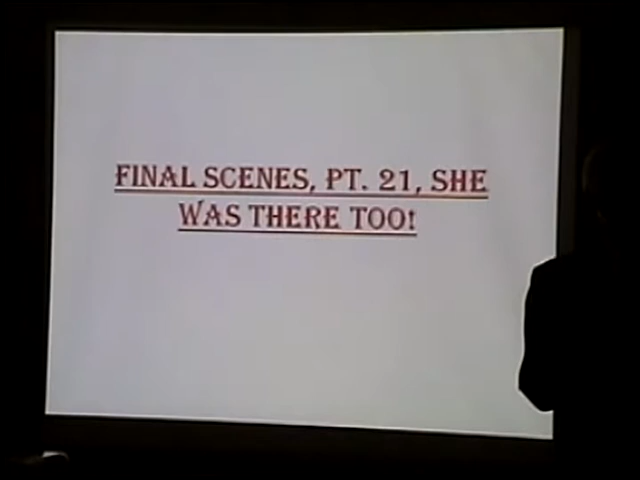 FINAL SCENES, PT. 21, SHE
WAS THERE TOO!